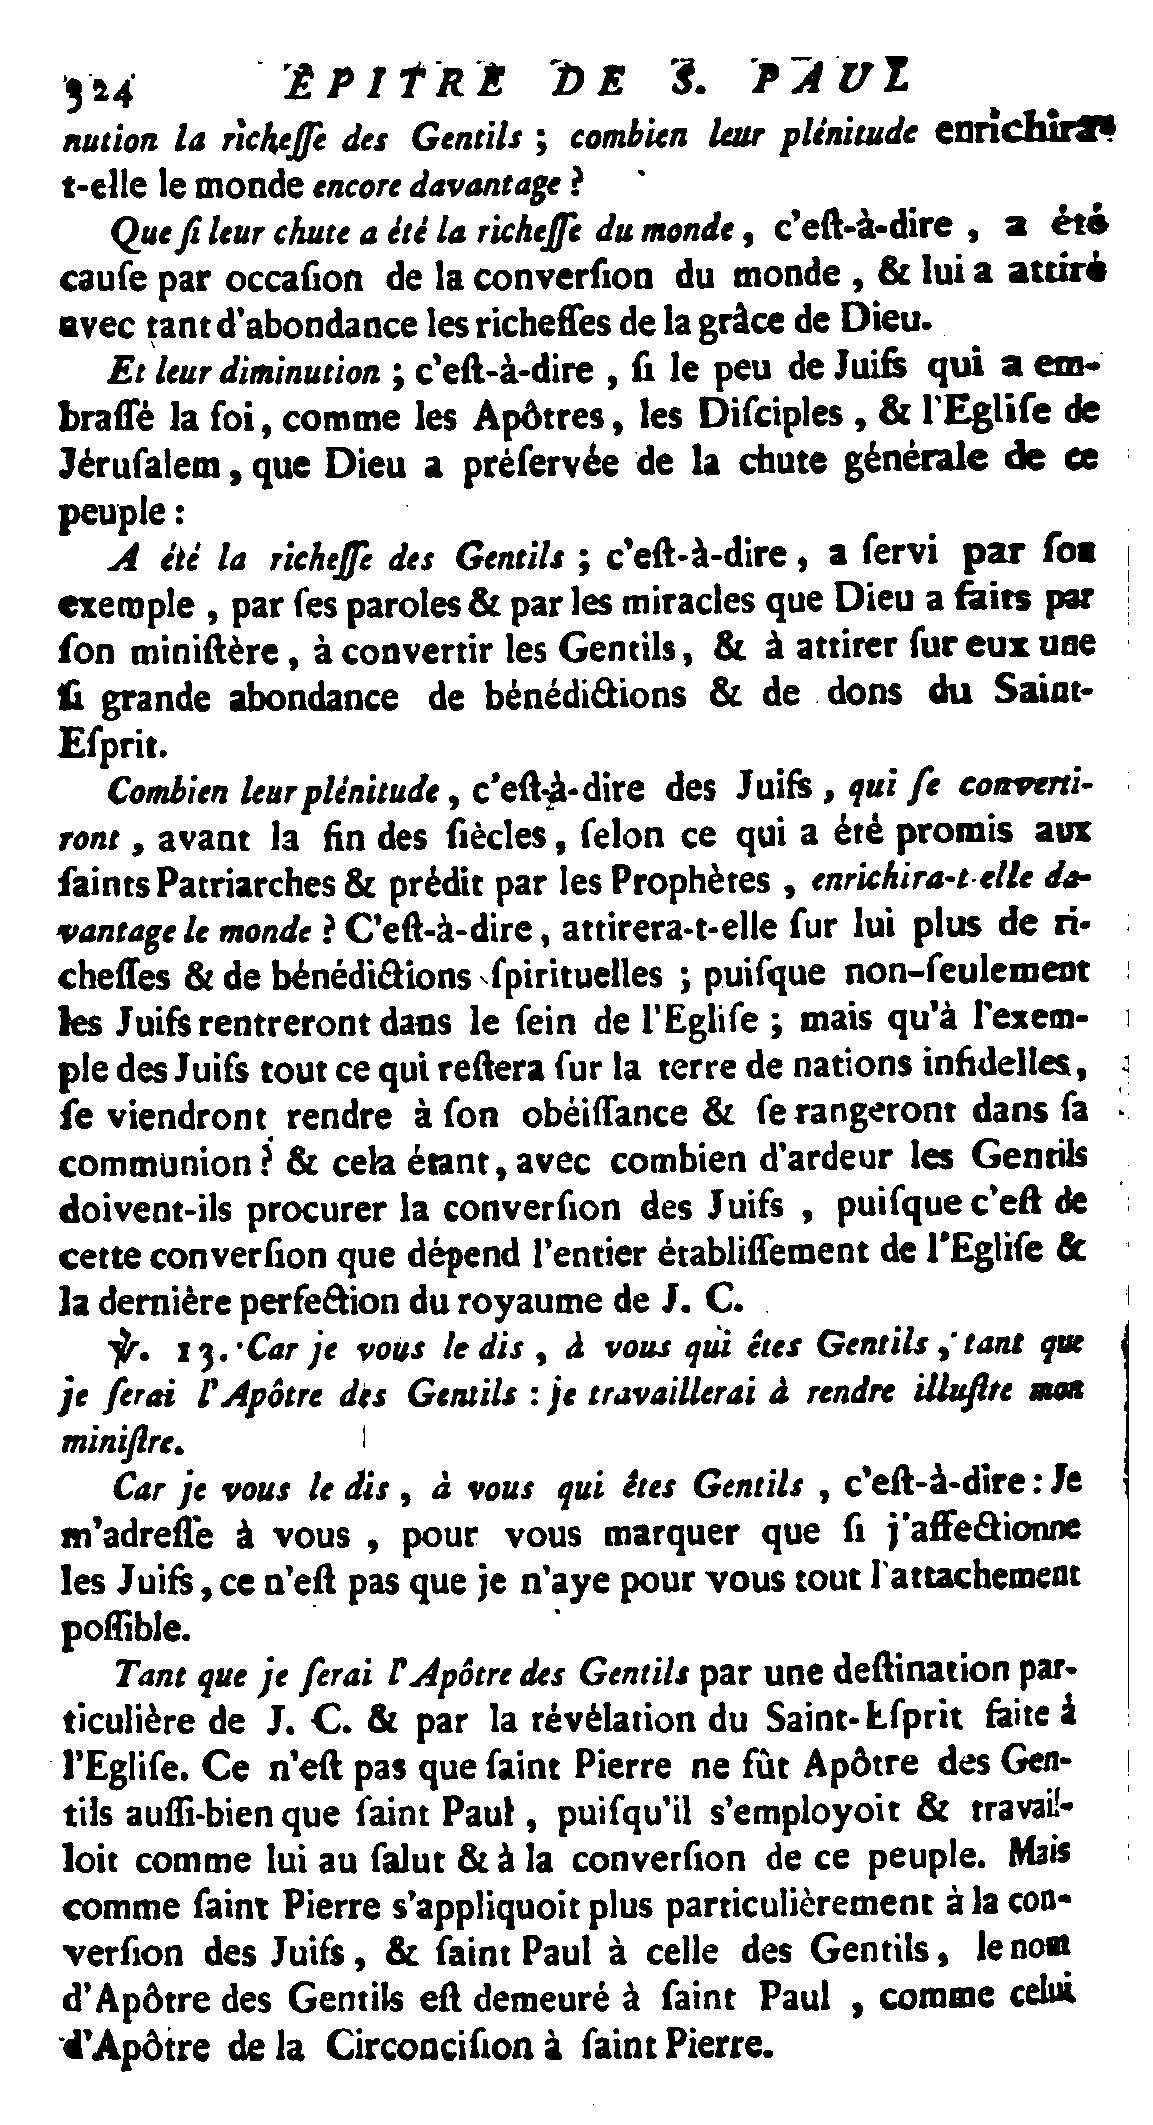 324 ÉPITRE DE S. PAUL
nution la richeſſe des Gentils ; combien leur plénitude enrichira-
t-elle le monde encore davantage ?
Que ſi leur chute a été la richeſſe du monde, c'eſt-à-dire, a été
cauſe par occaſion de la converſion du monde, & lui a attiré
avec tant d'abondance les richeſſes de la grâce de Dieu.
Et leur diminution ; c'eſt-à-dire, ſi le peu de Juifs qui a em-
braſſé la foi, comme les Apôtres, les Diſciples, & l'Egliſe de
Jéruſalem, que Dieu a préſervée de la chute générale de ce
peuple :
A été la richeſſe des Gentils ; c'eſt-à-dire, a ſervi par ſon
exemple, par ſes paroles & par les miracles que Dieu a faits par
ſon miniſtère, à convertir les Gentils, & à attirer ſur eux une
ſi grande abondance de bénédictions & de dons du Saint-
Eſprit.
Combien leur plénitude, c'eſt-à-dire des Juifs, qui ſe converti-
ront, avant la fin des ſiècles, ſelon ce qui a été promis aux
ſaints Patriarches & prédit par les Prophètes, enrichira-t-elle da-
vantage le monde ? C'eſt-à-dire, attirera-t-elle ſur lui plus de ri-
cheſſes & de bénédictions ſpirituelles ; puiſque non-ſeulement
les Juifs rentreront dans le ſein de l'Egliſe ; mais qu'à l'exem-
ple des Juifs tout ce qui reſtera ſur la terre de nations infidelles,
ſe viendront rendre à ſon obéiſſance & ſe rangeront dans ſa
communion ? & cela étant, avec combien d'ardeur les Gentils
doivent-ils procurer la converſion des Juifs, puiſque c'eſt de
cette converſion que dépend l'entier établiſſement de l'Egliſe &
la dernière perfection du royaume de J. C.
℣. 13. Car je vous le dis, à vous qui êtes Gentils, tant que
je ſerai l'Apôtre des Gentils : je travaillerai à rendre illuſtre mon
miniſtre.
Car je vous le dis, à vous qui êtes Gentils, c'eſt-à-dire : Je
m'adreſſe à vous, pour vous marquer que ſi j'affectionne
les Juifs, ce n'eſt pas que je n'aye pour vous tout l'attachement
poſſible.
Tant que je ſerai l'Apôtre des Gentils par une deſtination par-
ticulière de J. C. & par la révélation du Saint-Eſprit faite à
l'Egliſe. Ce n'eſt pas que ſaint Pierre ne fût Apôtre des Gen-
tils auſſi-bien que ſaint Paul, puiſqu'il s'employoit & travail-
loit comme lui au ſalut & à la converſion de ce peuple. Mais
comme ſaint Pierre s'appliquoit plus particulièrement à la con-
verſion des Juifs, & ſaint Paul à celle des Gentils, le nom
d'Apôtre des Gentils eſt demeuré à ſaint Paul, comme celui
d'Apôtre de la Circonciſion à ſaint Pierre.